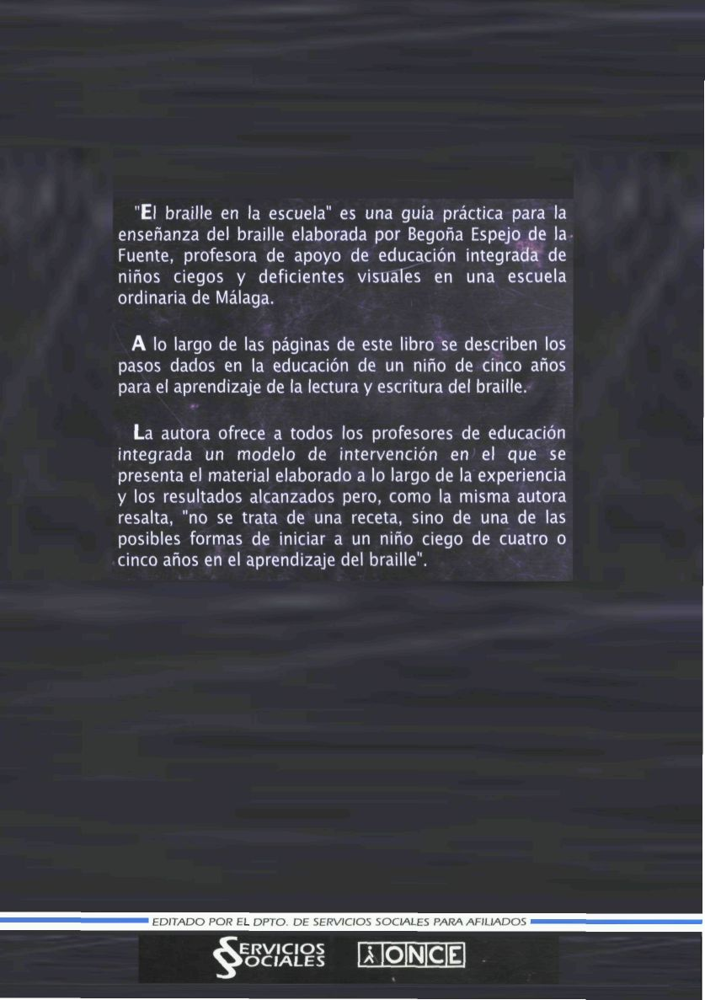 "El braille en la escuela" es una guía práctica para la
enseñanza del braille elaborada por Begoña Espejo de la
Fuente, profesora de apoyo de educación integrada de
niños ciegos y deficientes visuales en una escuela
ordinaria de Málaga.
A lo largo de las páginas de este libro se describen los
pasos dados en la educación de un niño de cinco años
para el aprendizaje de la lectura y escritura del braille.
La autora ofrece a todos los profesores de educación
integrada un modelo de intervención en el que se
presenta el material elaborado a lo largo de la experiencia
y los resultados alcanzados pero, como la misma autora
resalta, "no se trata de una receta, sino de una de las
posibles formas de iniciar a un niño ciego de cuatro o
cinco años en el aprendizaje del braille".
EDITADO POR EL DPTO. DE SERVICIOS SOCIALES PARA AFILIADOS
SERVICIOS
SOCIALES
ONCE